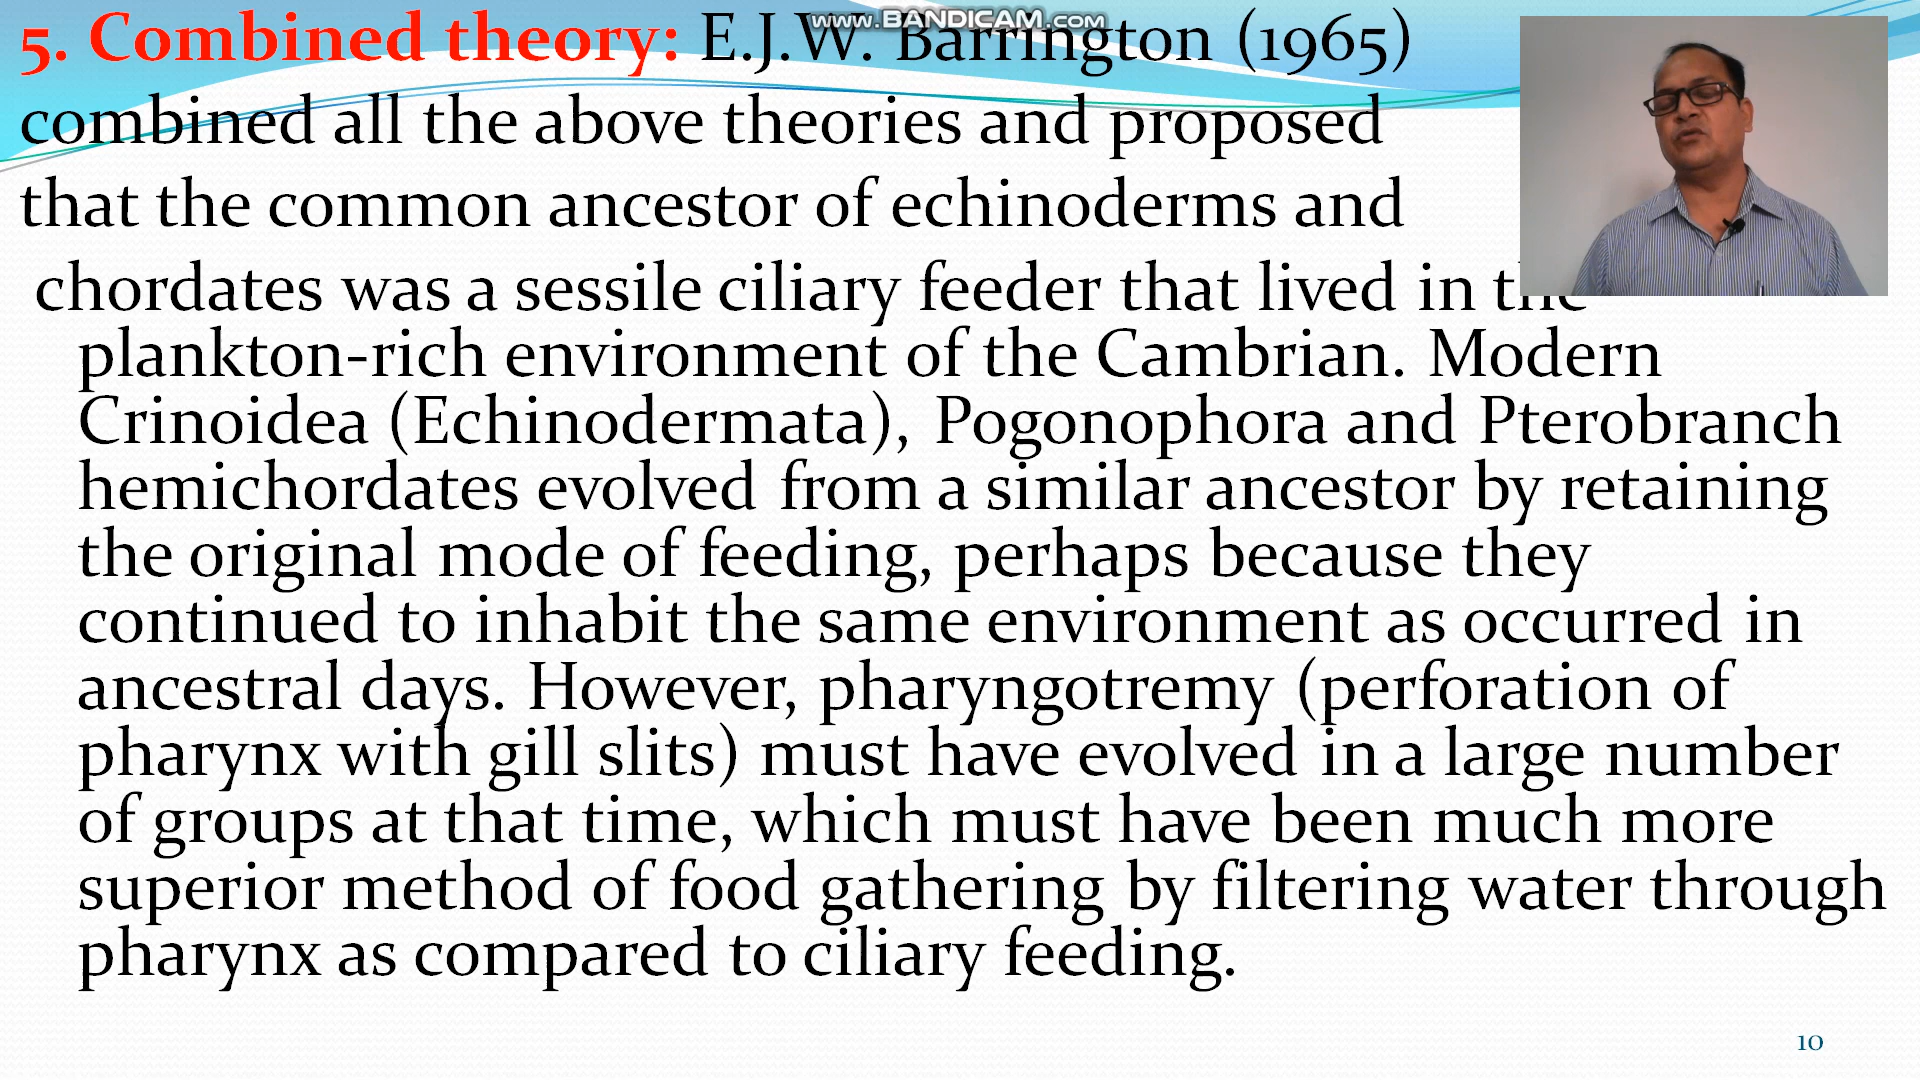 www.BANDICAM.com
5. Combined theory: E.J.W. Barrington (1965)
combined all the above theories and proposed
that the common ancestor of echinoderms and
chordates was a sessile ciliary feeder that lived in the
plankton-rich environment of the Cambrian. Modern
Crinoidea (Echinodermata), Pogonophora and Pterobranch
hemichordates evolved from a similar ancestor by retaining
the original mode of feeding, perhaps because they
continued to inhabit the same environment as occurred in
ancestral days. However, pharyngotremy (perforation of
pharynx with gill slits) must have evolved in a large number
of groups at that time, which must have been much more
superior method of food gathering by filtering water through
pharynx as compared to ciliary feeding.
10